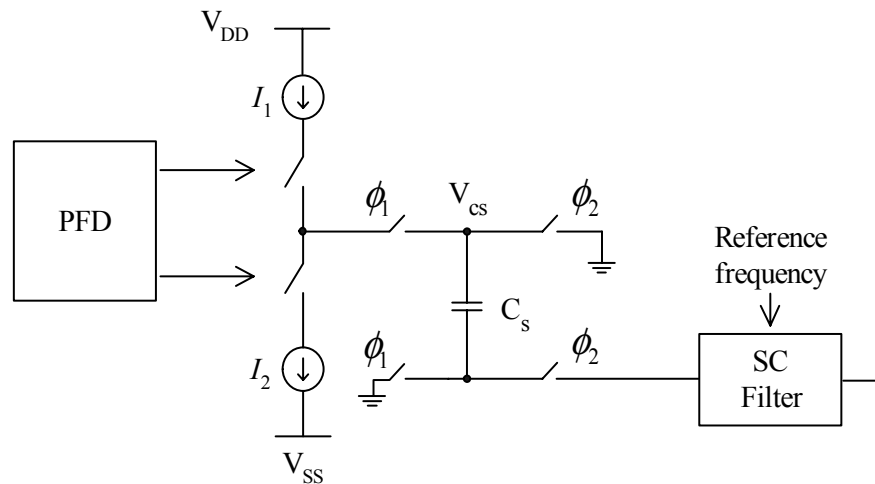 V_DD
I_1
PFD
ϕ_1
V_cs
ϕ_2
Reference
frequency
C_s
ϕ_1
ϕ_2
I_2
SC
Filter
V_SS